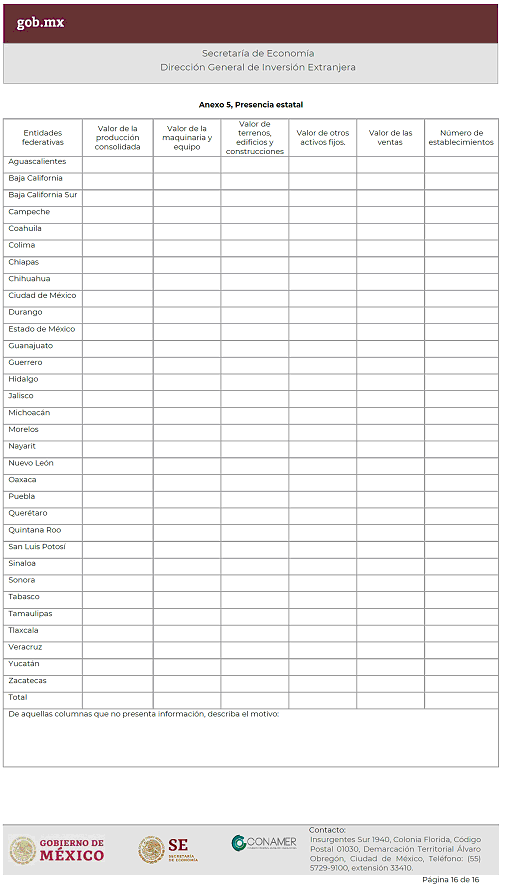 gob.mx
Secretaría de Economía
Dirección General de Inversión Extranjera
Anexo 5, Presencia estatal
Entidades
federativas
Valor de la
producción
consolidada
Valor de la
maquinaria y
equipo
Valor de
terrenos,
edificios y
construcciones
Valor de otros
activos fijos.
Valor de las
ventas
Número de
establecimientos
Aguascalientes
Baja California
Baja California Sur
Campeche
Coahuila
Colima
Chiapas
Chihuahua
Ciudad de México
Durango
Estado de México
Guanajuato
Guerrero
Hidalgo
Jalisco
Michoacán
Morelos
Nayarit
Nuevo León
Oaxaca
Puebla
Querétaro
Quintana Roo
San Luis Potosí
Sinaloa
Sonora
Tabasco
Tamaulipas
Tlaxcala
Veracruz
Yucatán
Zacatecas
Total
De aquellas columnas que no presenta información, describa el motivo:
GOBIERNO DE
MÉXICO
SE
SECRETARÍA
DE ECONOMÍA
CONAMER
Contacto:
Insurgentes Sur 1940, Colonia Florida, Código
Postal 01030, Demarcación Territorial Álvaro
Obregón, Ciudad de México, Teléfono: (55)
5729-9100, extensión 33410.
Página 16 de 16